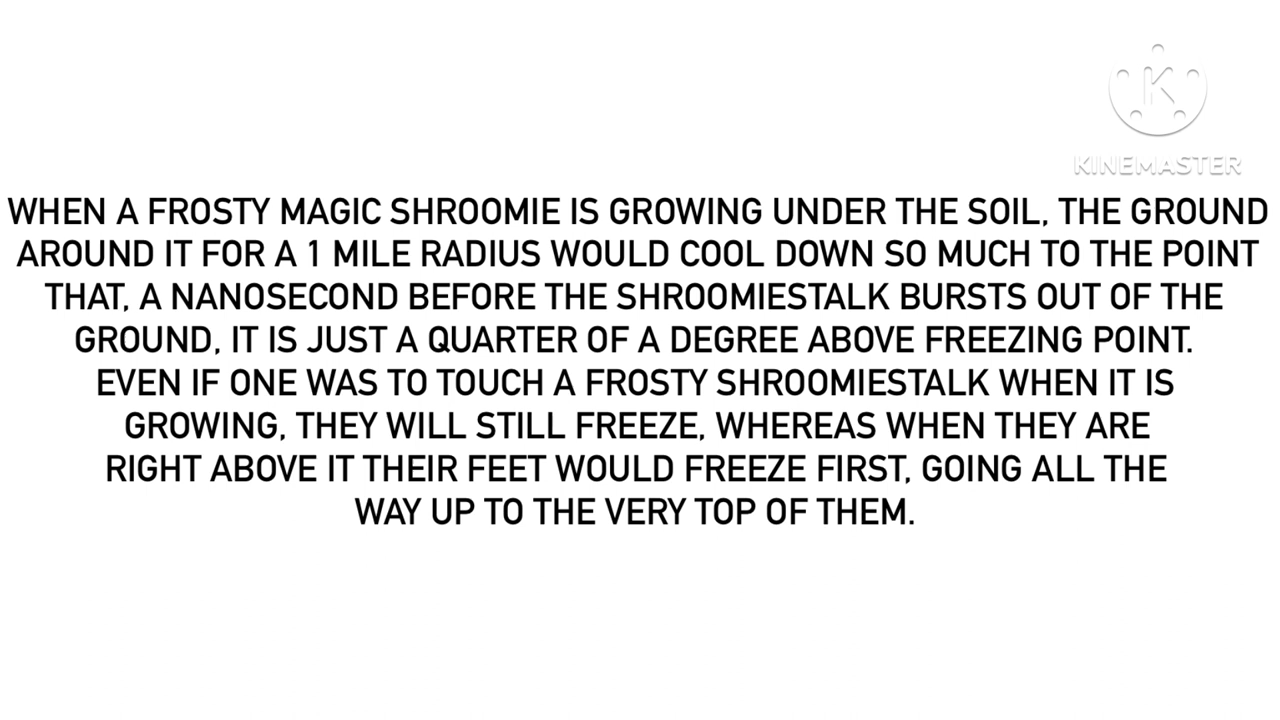 KINEMASTER
WHEN A FROSTY MAGIC SHROOMIE IS GROWING UNDER THE SOIL, THE GROUND
AROUND IT FOR A 1 MILE RADIUS WOULD COOL DOWN SO MUCH TO THE POINT
THAT, A NANOSECOND BEFORE THE SHROOMIESTALK BURSTS OUT OF THE
GROUND, IT IS JUST A QUARTER OF A DEGREE ABOVE FREEZING POINT.
EVEN IF ONE WAS TO TOUCH A FROSTY SHROOMIESTALK WHEN IT IS
GROWING, THEY WILL STILL FREEZE, WHEREAS WHEN THEY ARE
RIGHT ABOVE IT THEIR FEET WOULD FREEZE FIRST, GOING ALL THE
WAY UP TO THE VERY TOP OF THEM.